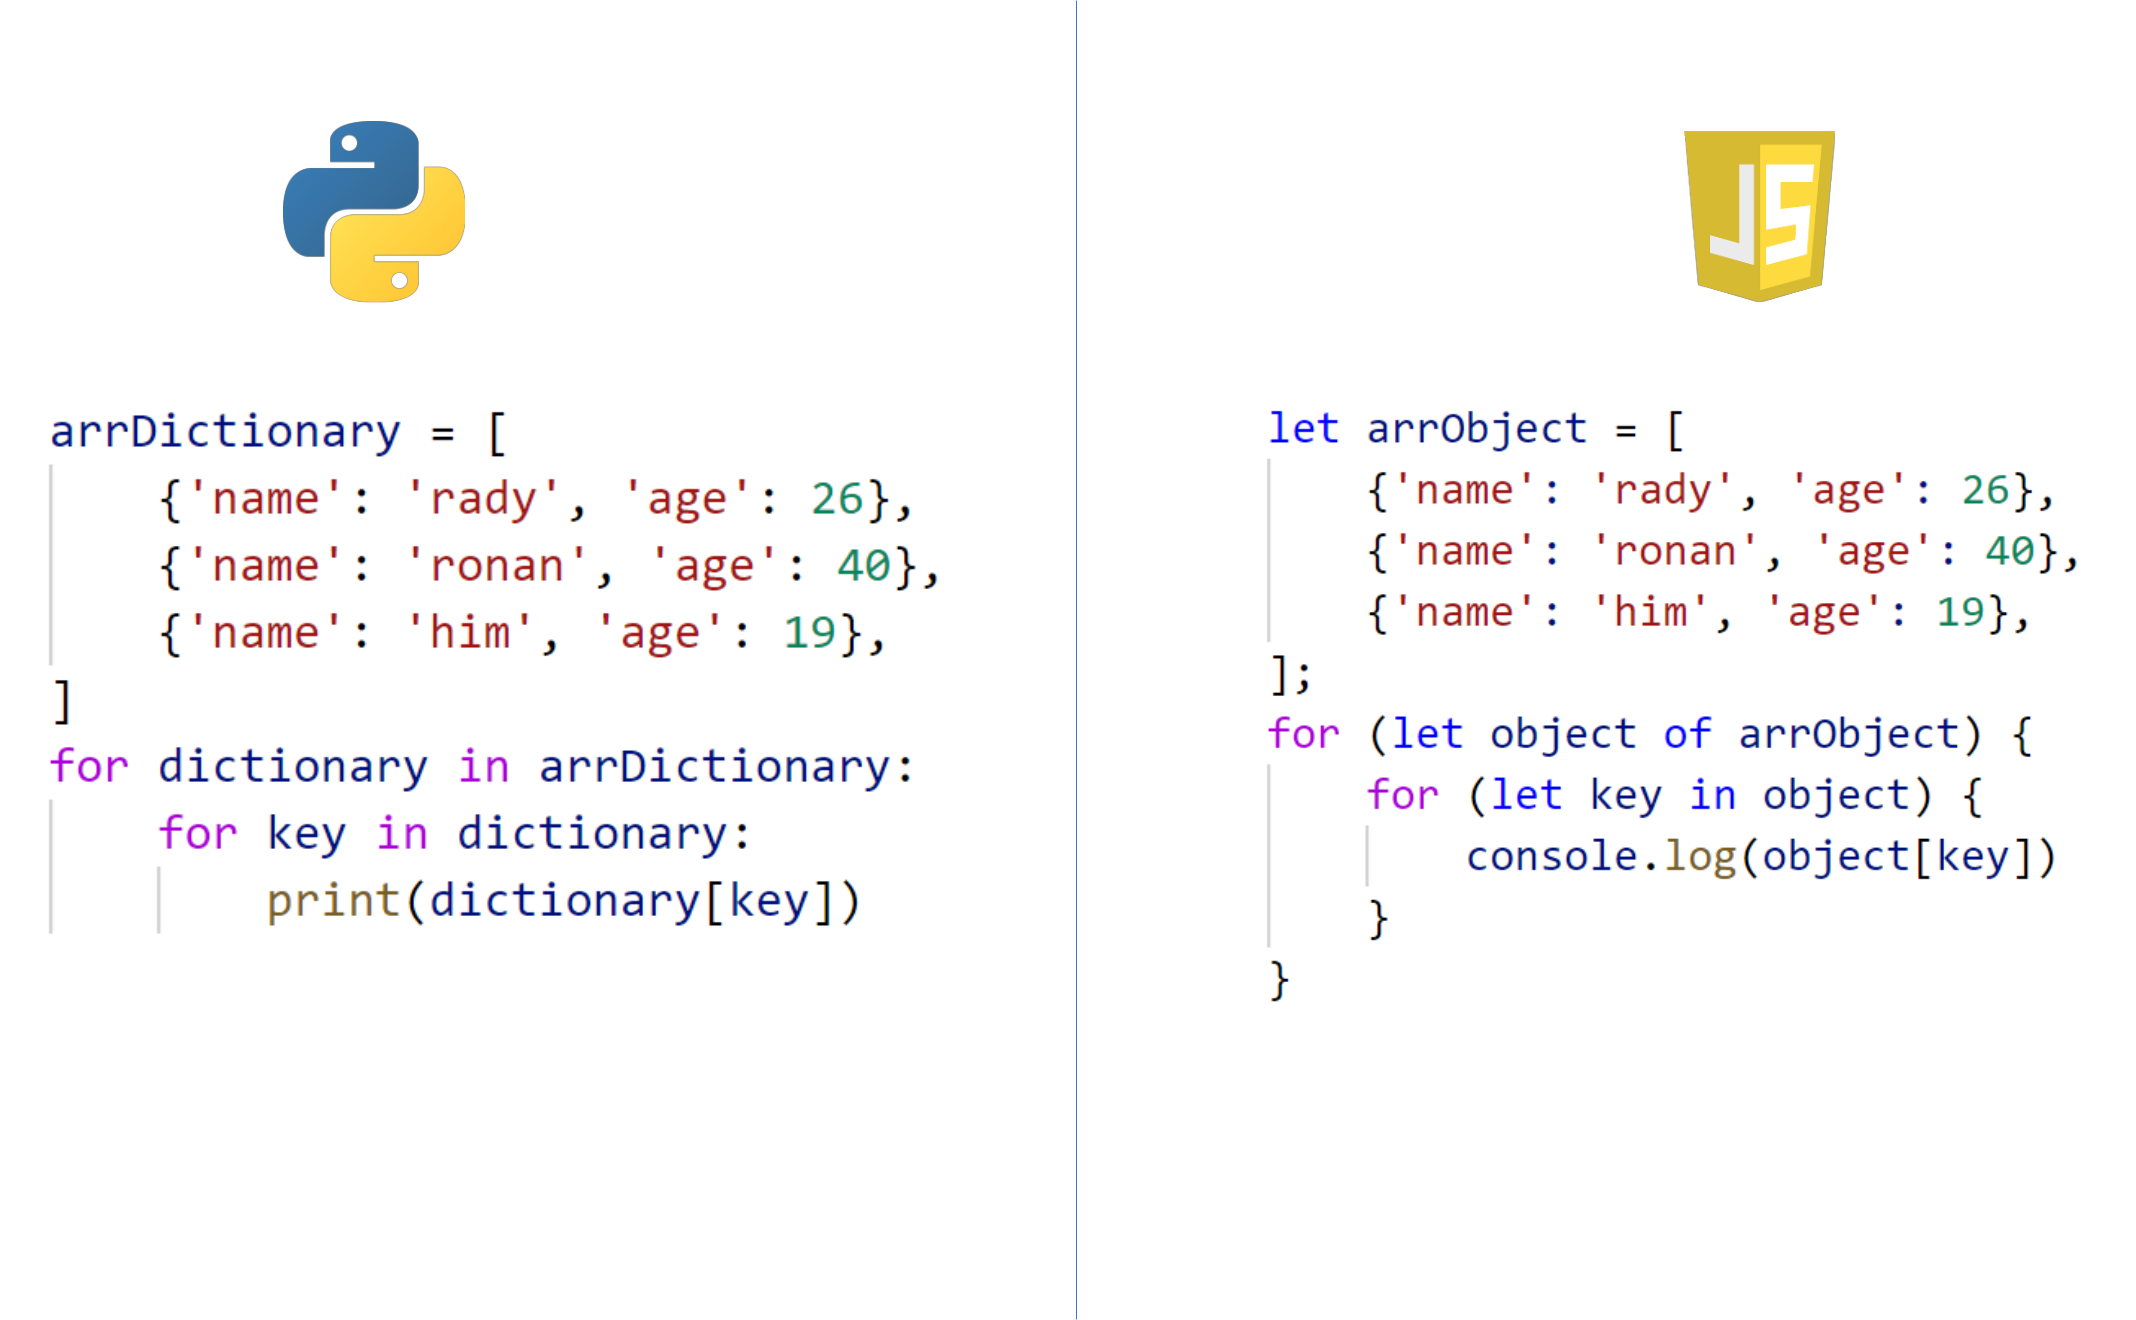 arrDictionary = [
    {'name': 'rady', 'age': 26},
    {'name': 'ronan', 'age': 40},
    {'name': 'him', 'age': 19},
]
for dictionary in arrDictionary:
    for key in dictionary:
        print(dictionary[key])
JS
let arrObject = [
    {'name': 'rady', 'age': 26},
    {'name': 'ronan', 'age': 40},
    {'name': 'him', 'age': 19},
];
for (let object of arrObject) {
    for (let key in object) {
        console.log(object[key])
    }
}